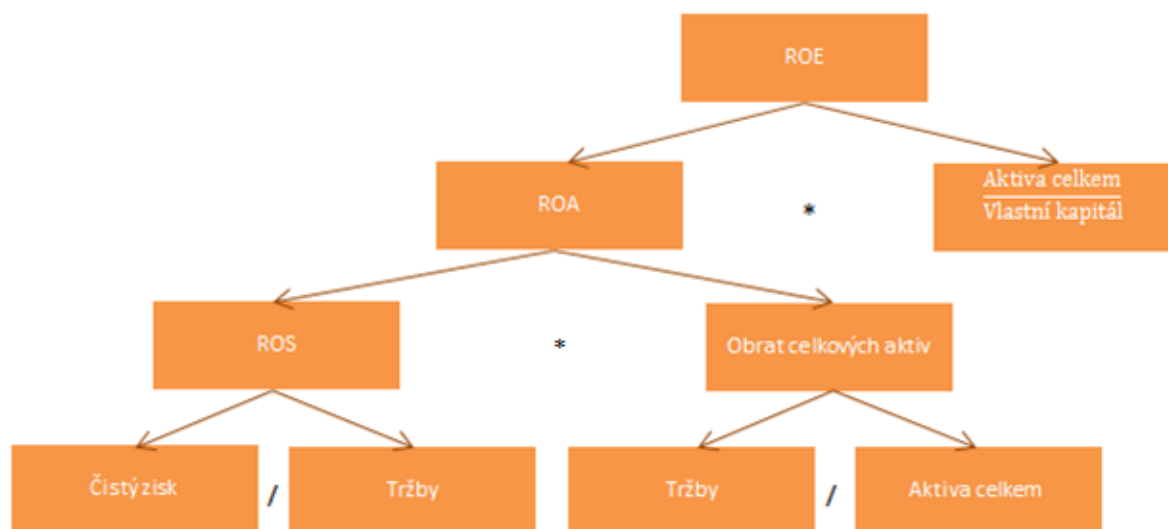 ROE
ROA
*
Aktiva celkem
Vlastní kapitál
ROS
*
Obrat celkových aktiv
Čistý zisk
/
Tržby
Tržby
/
Aktiva celkem